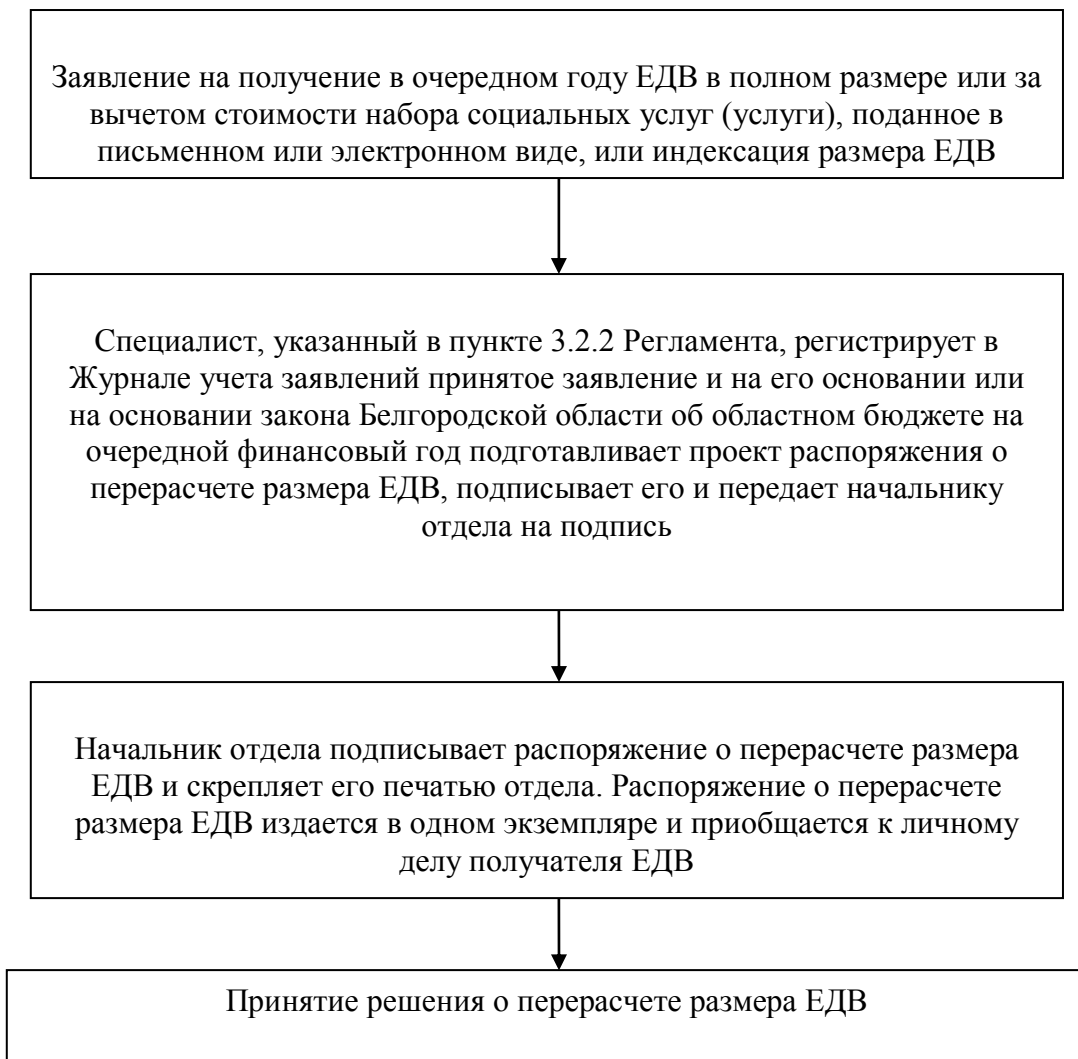 Заявление на получение в очередном году ЕДВ в полном размере или за
вычетом стоимости набора социальных услуг (услуги), поданное в
письменном или электронном виде, или индексация размера ЕДВ
Специалист, указанный в пункте 3.2.2 Регламента, регистрирует в
Журнале учета заявлений принятое заявление и на его основании или
на основании закона Белгородской области об областном бюджете на
очередной финансовый год подготавливает проект распоряжения о
перерасчете размера ЕДВ, подписывает его и передает начальнику
отдела на подпись
Начальник отдела подписывает распоряжение о перерасчете размера
ЕДВ и скрепляет его печатью отдела. Распоряжение о перерасчете
размера ЕДВ издается в одном экземпляре и приобщается к личному
делу получателя ЕДВ
Принятие решения о перерасчете размера ЕДВ